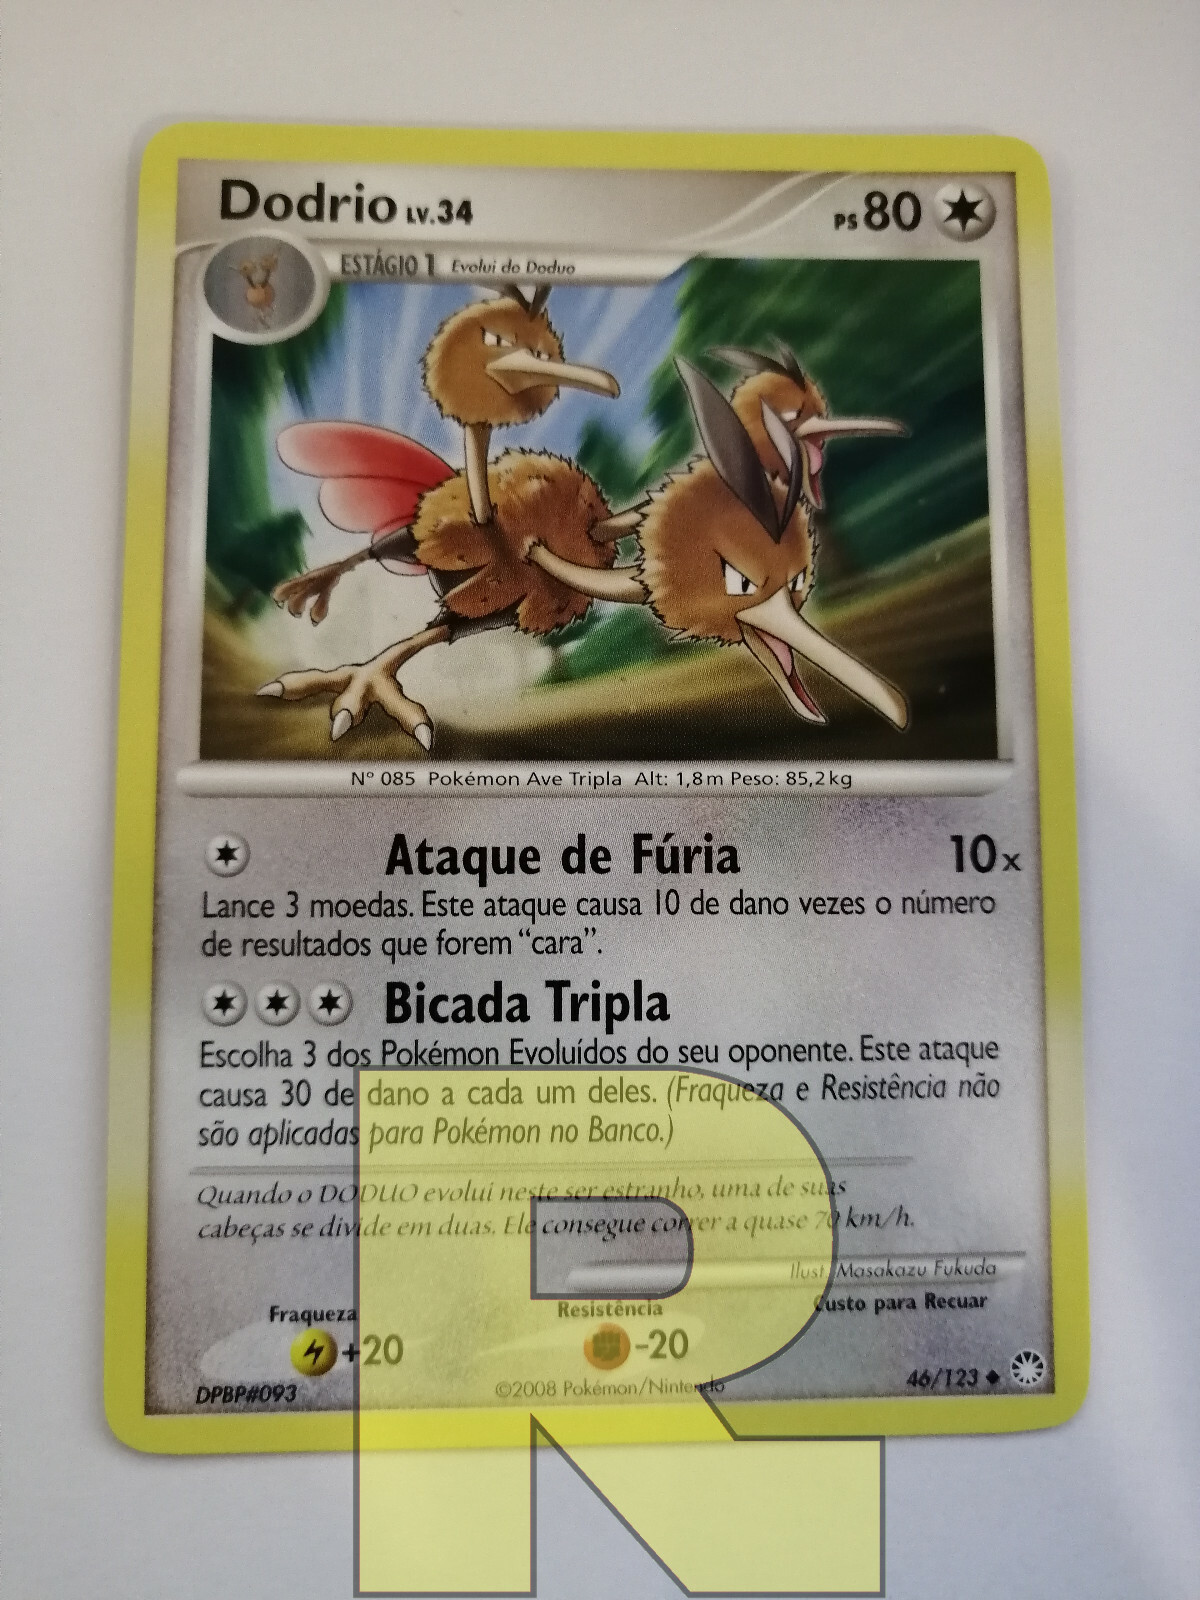 Dodrio LV.34
PS 80
ESTÁGIO 1 Evolui do Doduo
Nº 085 Pokémon Ave Tripla Alt: 1,8m Peso: 85,2kg
Ataque de Fúria 10x
Lance 3 moedas. Este ataque causa 10 de dano vezes o número
de resultados que forem “cara”.
Bicada Tripla
Escolha 3 dos Pokémon Evoluídos do seu oponente. Este ataque
causa 30 de dano a cada um deles. (Fraqueza e Resistência não
são aplicadas para Pokémon no Banco.)
Quando o DODUO evolui neste ser estranho, uma de suas
cabeças se divide em duas. Ele consegue correr a quase 70 km/h.
Ilust. Masakazu Fukuda
Fraqueza Resistência Custo para Recuar
+20 -20
DPBP#093 ©2008 Pokémon/Nintendo 46/123
R